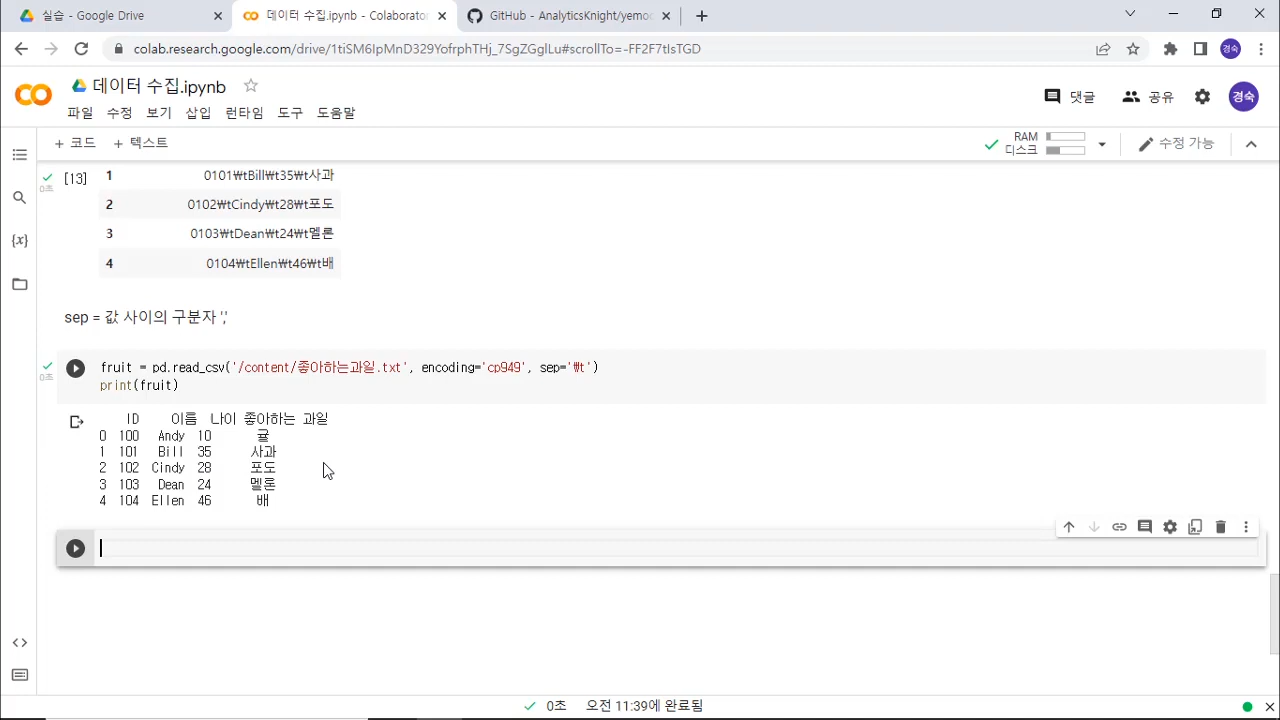 실습 - Google Drive
데이터 수집.ipynb - Colaborator
GitHub - AnalyticsKnight/yemoc
colab.research.google.com/drive/1tiSM6IpMnD329YofrphTHj_7SgZGglLu#scrollTo=-FF2F7tIsTGD
경숙
데이터 수집.ipynb
파일 수정 보기 삽입 런타임 도구 도움말
댓글 공유 경숙
+ 코드 + 텍스트
RAM
디스크
수정 가능
0초 [13]
1 0101₩tBill₩t35₩t사과
2 0102₩tCindy₩t28₩t포도
3 0103₩tDean₩t24₩t멜론
4 0104₩tEllen₩t46₩t배
sep = 값 사이의 구분자 ','
0초
fruit = pd.read_csv('/content/좋아하는과일.txt', encoding='cp949', sep='₩t')
print(fruit)
ID 이름 나이 좋아하는 과일
0 100 Andy 10 귤
1 101 Bill 35 사과
2 102 Cindy 28 포도
3 103 Dean 24 멜론
4 104 Ellen 46 배
{x}
0초 오전 11:39에 완료됨